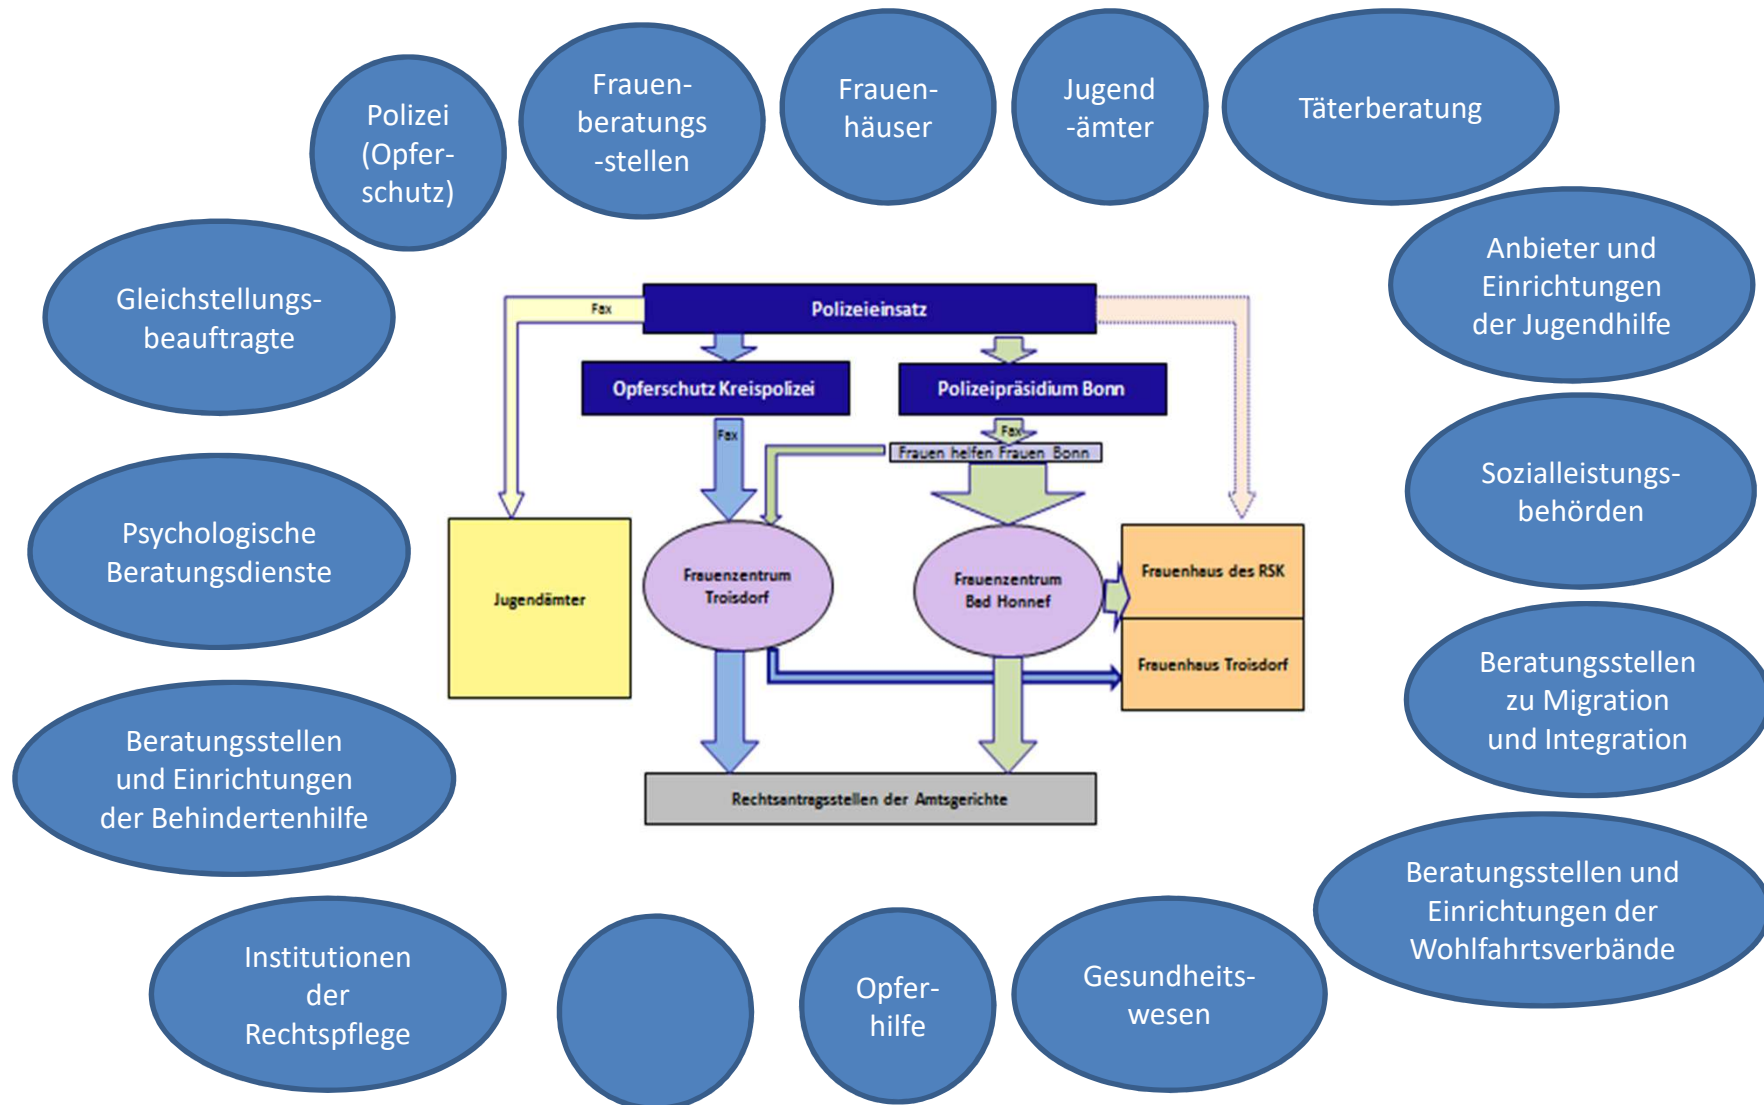 Polizei
(Opfer-
schutz)
Frauen-
beratungs
-stellen
Frauen-
häuser
Jugend
-ämter
Täterberatung
Gleichstellungs-
beauftragte
Anbieter und
Einrichtungen
der Jugendhilfe
Fax
Polizeieinsatz
Opferschutz Kreispolizei
Polizeipräsidium Bonn
Fax
Fax
Frauen helfen Frauen Bonn
Psychologische
Beratungsdienste
Sozialleistungs-
behörden
Jugendämter
Frauenzentrum
Troisdorf
Frauenzentrum
Bad Honnef
Frauenhaus des RSK
Frauenhaus Troisdorf
Beratungsstellen
und Einrichtungen
der Behindertenhilfe
Beratungsstellen
zu Migration
und Integration
Rechtsantragsstellen der Amtsgerichte
Institutionen
der
Rechtspflege
Opfer-
hilfe
Gesundheits-
wesen
Beratungsstellen und
Einrichtungen der
Wohlfahrtsverbände